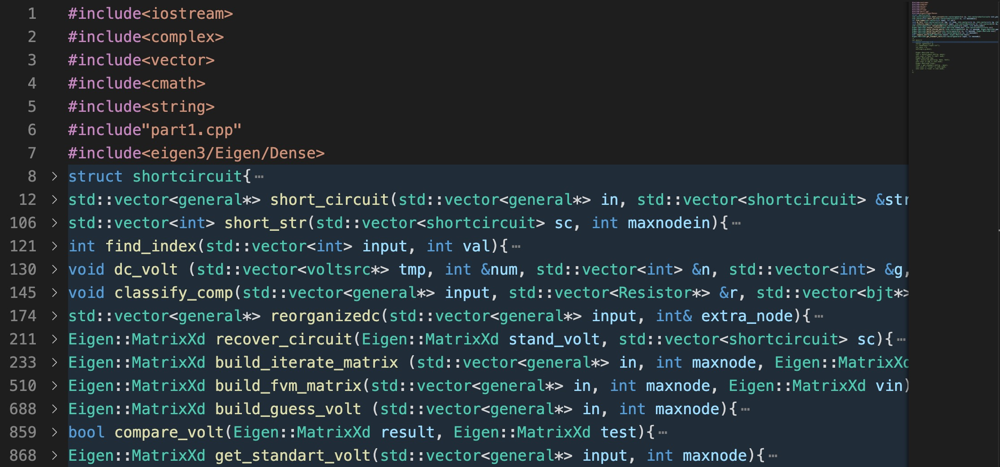 1 #include<iostream>
2 #include<complex>
3 #include<vector>
4 #include<cmath>
5 #include<string>
6 #include"part1.cpp"
7 #include<eigen3/Eigen/Dense>
8 > struct shortcircuit{⋯
12 > std::vector<general*> short_circuit(std::vector<general*> in, std::vector<shortcircuit> &str
106 > std::vector<int> short_str(std::vector<shortcircuit> sc, int maxnodein){⋯
121 > int find_index(std::vector<int> input, int val){⋯
130 > void dc_volt (std::vector<voltsrc*> tmp, int &num, std::vector<int> &n, std::vector<int> &g,
145 > void classify_comp(std::vector<general*> input, std::vector<Resistor*> &r, std::vector<bjt*>
174 > std::vector<general*> reorganizedc(std::vector<general*> input, int& extra_node){⋯
211 > Eigen::MatrixXd recover_circuit(Eigen::MatrixXd stand_volt, std::vector<shortcircuit> sc){⋯
233 > Eigen::MatrixXd build_iterate_matrix (std::vector<general*> in, int maxnode, Eigen::MatrixXd
510 > Eigen::MatrixXd build_fvm_matrix(std::vector<general*> in, int maxnode, Eigen::MatrixXd vin)
688 > Eigen::MatrixXd build_guess_volt (std::vector<general*> in, int maxnode){⋯
859 > bool compare_volt(Eigen::MatrixXd result, Eigen::MatrixXd test){⋯
868 > Eigen::MatrixXd get_standart_volt(std::vector<general*> input, int maxnode){⋯